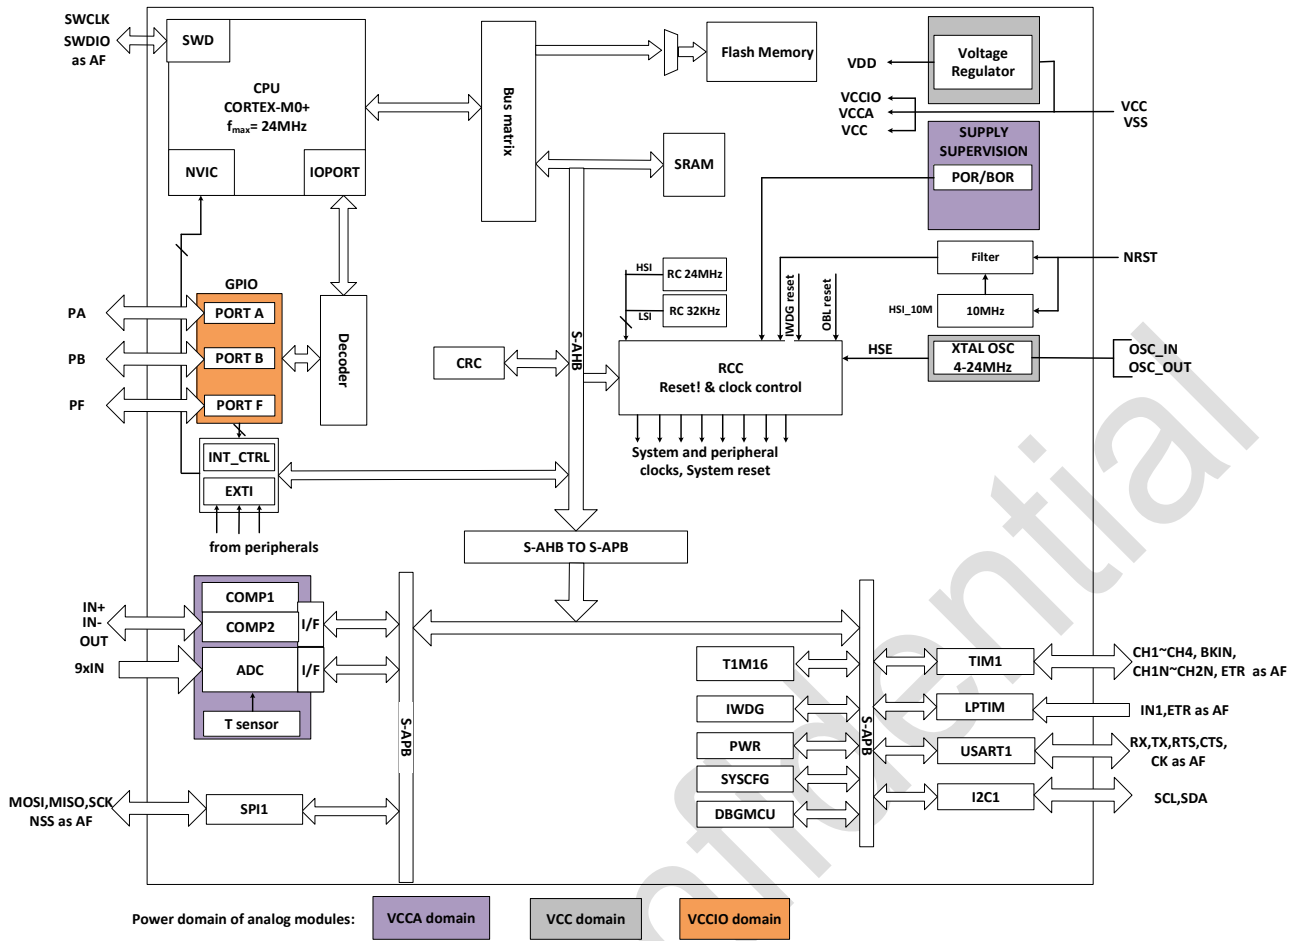 SWCLK
SWDIO
as AF
SWD
CPU
CORTEX-M0+
fmax= 24MHz
NVIC
IOPORT
Bus matrix
Flash Memory
SRAM
Voltage
Regulator
VDD
VCCIO
VCCA
VCC
VCC
VSS
SUPPLY
SUPERVISION
POR/BOR
Filter
NRST
HSI_10M
10MHz
HSI
RC 24MHz
LSI
RC 32KHz
IWDG reset
OBL reset
HSE
XTAL OSC
4-24MHz
OSC_IN
OSC_OUT
RCC
Reset! & clock control
System and peripheral
clocks, System reset
GPIO
PA
PORT A
PB
PORT B
PF
PORT F
Decoder
CRC
S-AHB
INT_CTRL
EXTI
from peripherals
S-AHB TO S-APB
IN+
IN-
OUT
COMP1
COMP2
I/F
9xIN
ADC
I/F
T sensor
S-APB
MOSI,MISO,SCK
NSS as AF
SPI1
T1M16
IWDG
PWR
SYSCFG
DBGMCU
S-APB
TIM1
CH1~CH4, BKIN,
CH1N~CH2N, ETR as AF
LPTIM
IN1,ETR as AF
USART1
RX,TX,RTS,CTS,
CK as AF
I2C1
SCL,SDA
Power domain of analog modules:
VCCA domain
VCC domain
VCCIO domain